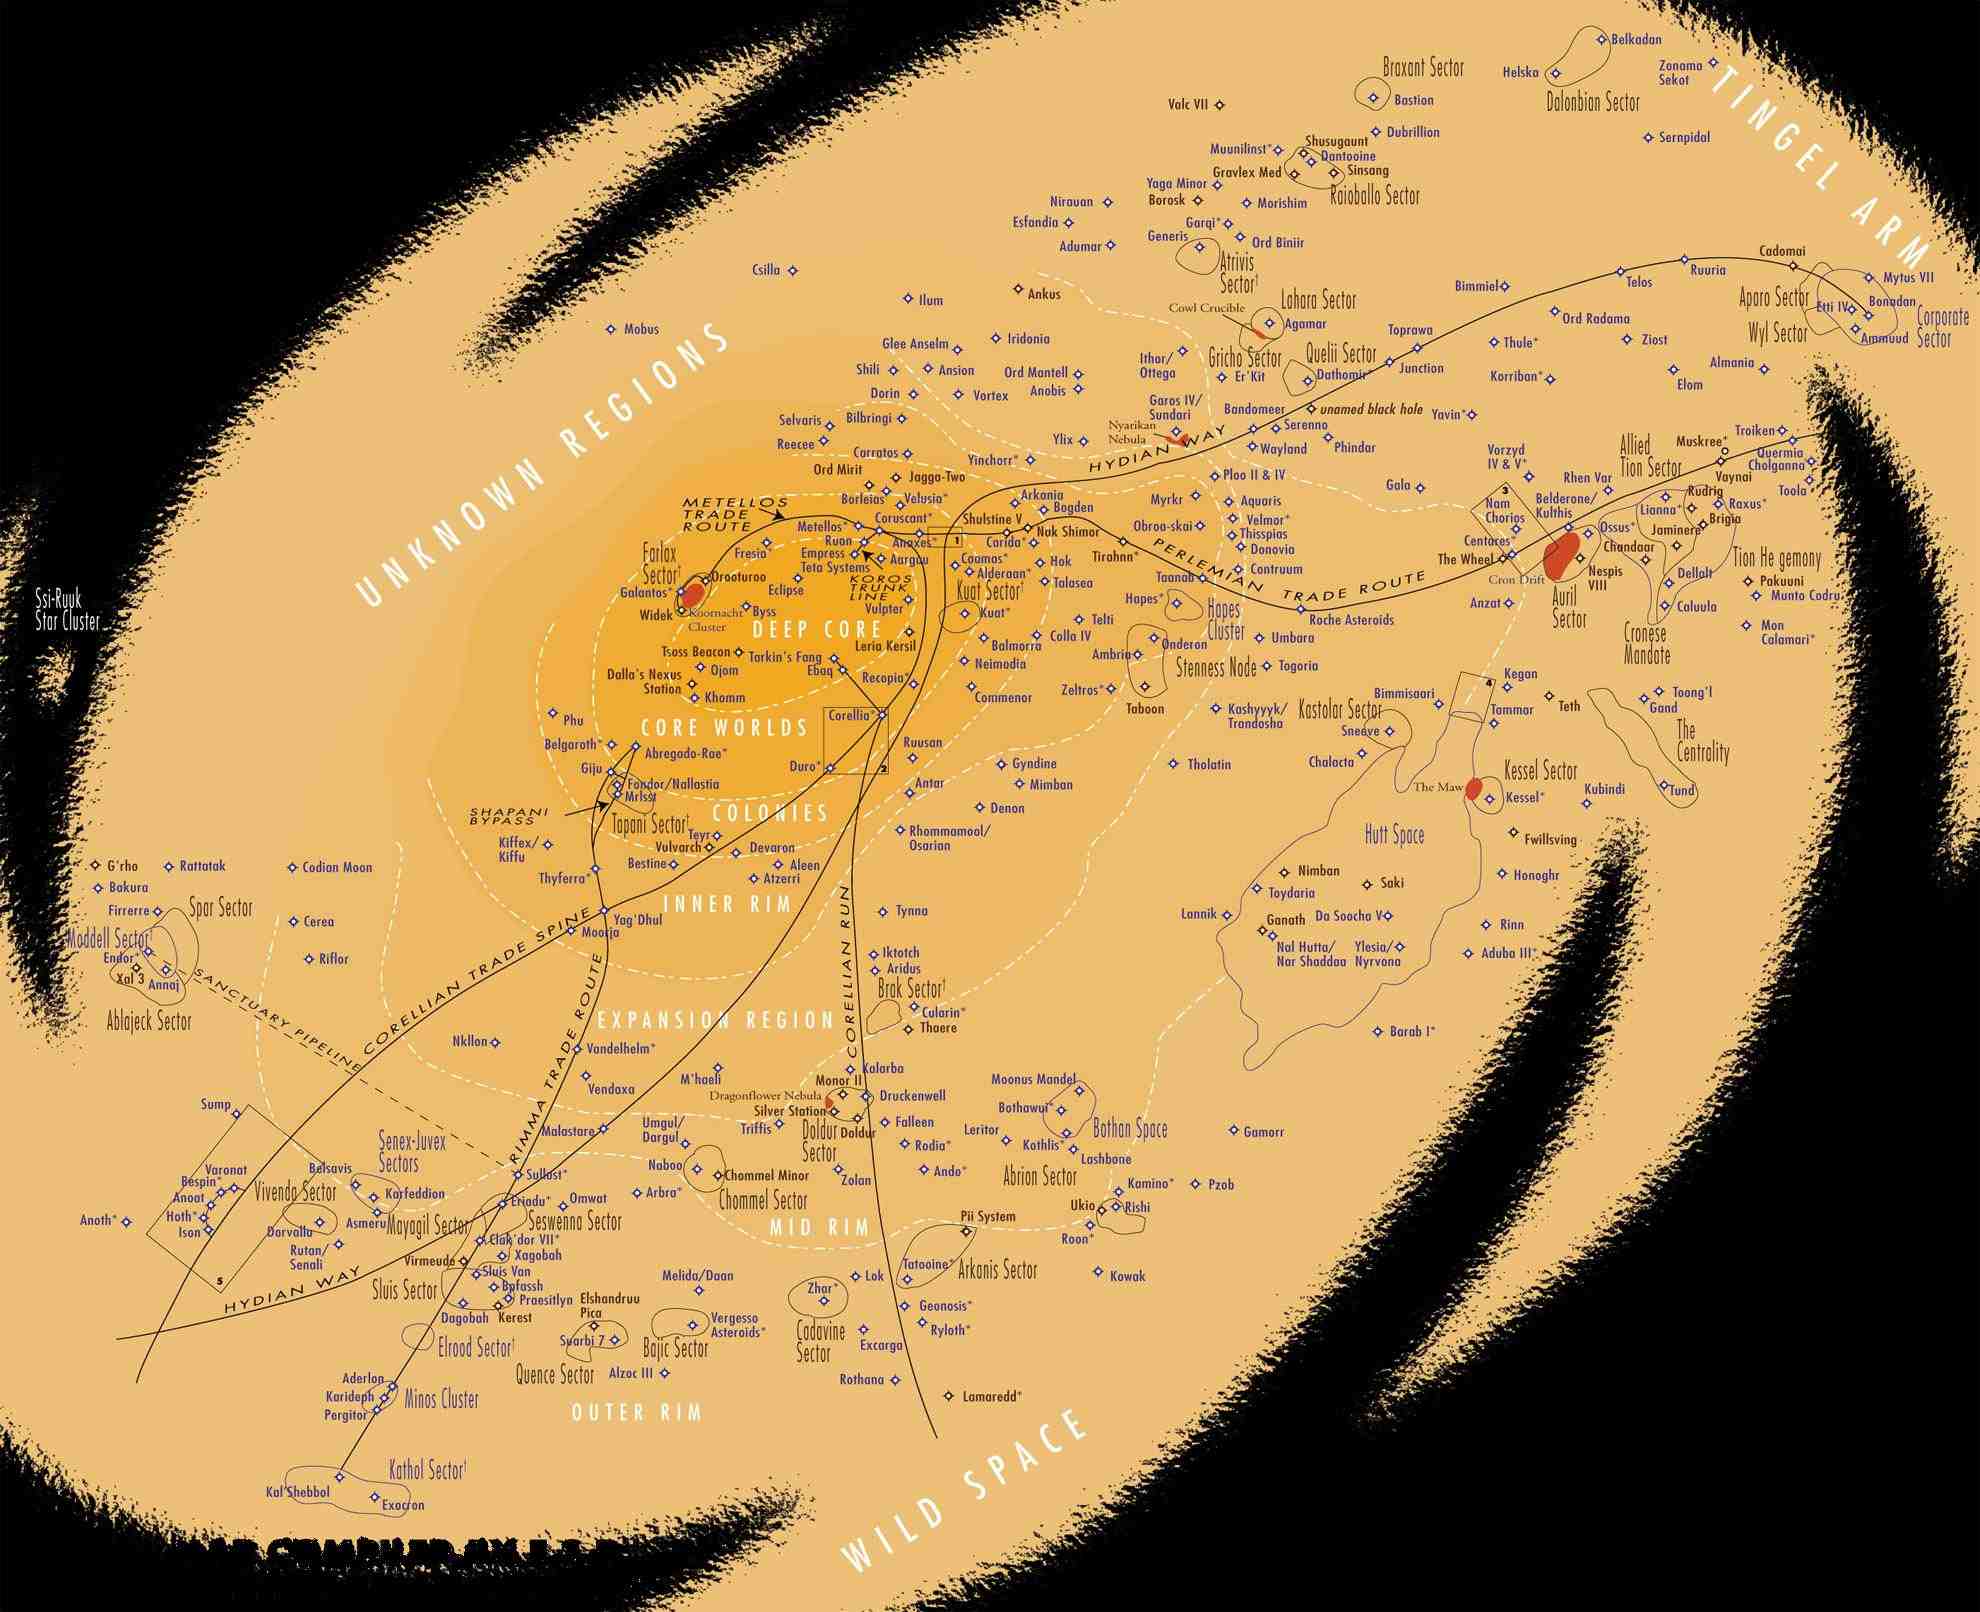 Belkadan
Braxant Sector
Zonama
Sekot
Helska
Bastion
Dalonbian Sector
TINGEL ARM
Valc VII
Dubrillion
Sernpidal
Shusugaunt
Muunilinst*
Dantooine
Gravlex Med
Sinsang
Yaga Minor
Raioballo Sector
Borosk
Nirauan
Morishim
Esfandia
Garqi*
Generis
Ord Biniir
Adumar
Cadomai
Atrivis
Sector†
Csilla
Ruuria
Telos
Mytus VII
Bimmiel
Ankus
Ilum
Lahara Sector
Aparo Sector
Etti IV
Bonadan
Corporate
Sector
Cowl Crucible
Agamar
Ord Radama
Mobus
Toprawa
Wyl Sector
Ammuud
Iridonia
Glee Anselm
Thule*
Ziost
Quelii Sector
Gricho Sector
Ithor/
Ottega
Junction
Almania
Shili
Ansion
Ord Mantell
Er'Kit
Dathomir*
Korriban*
Elom
Anobis
Dorin
Vortex
UNKNOWN REGIONS
Garos IV/
Sundari
Bandomeer
unamed black hole
Yavin*
Selvaris
Bilbringi
Serenno
Nyarikan
Nebula
Troiken
Reecee
Ylix
HYDIAN WAY
Wayland
Phindar
Allied
Tion Sector
Muskree*
Quermia
Carratos
Vorzyd
IV & V*
Cholganna
Yinchorr*
Vaynai
Ord Mirit
Jagga-Two
Ploo II & IV
Rhen Var
Toola
Borleias
Velusia*
Arkania
Myrkr
Gala
Rudrig
METELLOS
TRADE
ROUTE
Bogden
Aquaris
Nam
Chorios
Belderone/
Kulthis
Lianna*
Raxus*
3
Coruscant*
Shulstine V
Velmor*
Brigia
Metellos*
Obroa-skai
Ossus*
Jaminere
Ruan
Anaxes*
1
Carida*
Nak Shimor
Thisspias
Centares*
Chandaar
Fresia
Empress
Teta Systems
Aargau
Caamas*
Tirahnn*
Donovia
The Wheel
Tion Hegemony
Farlax
Sector†
Hok
PERLEMIAN TRADE ROUTE
Contruum
Cron Drift
Nespis
VIII
Dellalt
Pakuuni
Orooturoo
KOROS
TRUNK
LINE
Alderaan*
Talasea
Taanab
Munto Codru
Galantos*
Eclipse
Kuat Sector†
Hapes*
Anzat
Auril
Sector
Caluula
Ssi-Ruuk
Star Cluster
Widek
Koornacht
Cluster
Byss
Vulpter
Kuat*
Hapes
Cluster
Roche Asteroids
Mon
Calamari*
DEEP CORE
Telti
Cronese
Mandate
Leria Kersil
Colla IV
Umbara
Tsoss Beacon
Balmorra
Onderon
Tarkin's Fang
Ambria
Ojom
Neimodia
Stenness Node
Togoria
Dalla's Nexus
Station
Ebaq
Recopia*
Kegan
Khomm
Commenor
Zeltros*
4
Bimmisaari
Toong'l
Gand
Taboon
Teth
Phu
Corellia*
Kashyyyk/
Trandosha
Kastolar Sector
Tammar
CORE WORLDS
Sneeve
The
Centrality
Belgaroth*
Ruusan
Abregado-Rae*
Duro*
2
Gyndine
Tholatin
Chalacta
Giju
Kessel Sector
Antar
Mimban
Fondor/Nallastia
Mrlsst
The Maw
Kessel*
Kubindi
Tund
SHAPANI
BYPASS
COLONIES
Denon
Tapani Sector†
Teyr
Rhommamool/
Osarian
Hutt Space
Fwillsving
Kiffex/
Kiffu
Vulvarch
Devaron
Bestine
Aleen
G'rho
Rattatak
Codian Moon
Thyferra*
Atzerri
Nimban
Honoghr
Saki
Bakura
Toydaria
INNER RIM
Firrerre
Spar Sector
Tynna
Lannik
Ganath
Da Soocha V
Cerea
Yag'Dhul
Rinn
Moorja
Moddell Sector†
Nal Hutta/
Nar Shaddaa
Ylesia/
Nyrvona
Endor*
Iktotch
Aduba III*
Riflor
Aridus
Xal 3
Annaj
SANCTUARY PIPELINE
CORELLIAN TRADE SPINE
CORELLIAN RUN
Brak Sector†
Ablajeck Sector
Cularin*
EXPANSION REGION
Thaere
Barab I*
Nkllon
RIMMA TRADE ROUTE
Vandelhelm*
Kalarba
Vendaxa
M'haeli
Monor II
Moonus Mandel
Dragonflower Nebula
Druckenwell
Sump
Silver Station
Bothawui*
Umgul/
Dargul
Malastare
Triffis
Doldur
Sector
Doldur
Falleen
Leritor
Bothan Space
Gamorr
Senex-Juvex
Sectors
Rodia*
Kothlis*
Lashbane
Varonat
Belsavis
Naboo
Bespin*
Sullust*
Chommel Minor
Zolan
Ando*
Abrion Sector
Vivenda Sector
Karfeddion
Kamino*
Pzob
Anoat
Arbra*
Chommel Sector
Omwat
Eriadu*
Ukio
Rishi
Anoth*
Hoth*
Asmeru
Mayagil Sector
Seswenna Sector
MID RIM
Pii System
Ison
Darvalla
Roon*
Rutan/
Senali
Clak'dor VII*
Xagobah
Virmeude
Tatooine*
Arkanis Sector
Kowak
5
Sluis Sector
Sluis Van
Melida/Daan
Lok
HYDIAN WAY
Bpfassh
Zhar*
Praesitlyn
Elshandruu
Pica
Geonosis*
Dagobah
Kerest
Vergesso
Asteroids*
Ryloth*
Elrood Sector†
Suarbi 7
Bajic Sector
Cadavine
Sector
Excarga
Quence Sector
Alzoc III
Aderlon
Rothana
Karideph
Minos Cluster
Lamaredd*
Pergitor
OUTER RIM
WILD SPACE
Kathol Sector†
Kal'Shebbol
Exocron